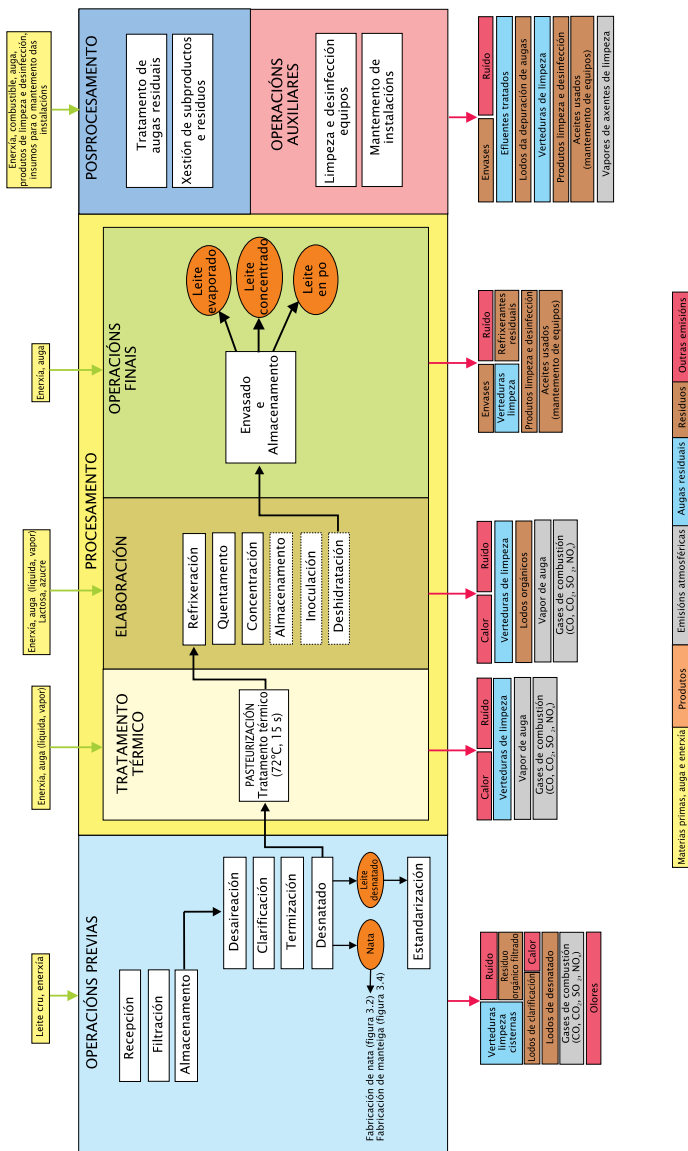 Leite cru, enerxía
Enerxía, auga (líquida, vapor)
Enerxía, auga (líquida, vapor)
Lactosa, azucre
Enerxía, auga
Enerxía, combustible, auga,
produtos de limpeza e desinfección,
insumos para o mantemento das
instalacións
OPERACIÓNS PREVIAS
Recepción
Filtración
Almacenamento
Desaireación
Clarificación
Termización
Desnatado
Nata
Leite
desnatado
Estandarización
Fabricación de nata (figura 3.2)
Fabricación de manteiga (figura 3.4)
PROCESAMENTO
TRATAMENTO
TÉRMICO
PASTEURIZACIÓN
Tratamento térmico
(72ºC, 15 s)
ELABORACIÓN
Refrixeración
Quentamento
Concentración
Almacenamento
Inoculación
Deshidratación
OPERACIÓNS
FINAIS
Envasado
e
Almacenamento
Leite
evaporado
Leite
concentrado
Leite
en po
POSPROCESAMENTO
Tratamento de
augas residuais
Xestión de subproductos
e residuos
OPERACIÓNS
AUXILIARES
Limpeza e desinfección
equipos
Mantemento de
instalacións
Verteduras
limpeza
cisternas
Ruído
Residuo
orgánico filtrado
Lodos de clarificación
Calor
Lodos de desnatado
Gases de combustión
(CO, CO2, SO2, NOx)
Olores
Calor
Ruído
Verteduras de limpeza
Vapor de auga
Gases de combustión
(CO, CO2, SO2, NOx)
Calor
Ruído
Verteduras de limpeza
Lodos orgánicos
Vapor de auga
Gases de combustión
(CO, CO2, SO2, NOx)
Envases
Ruído
Verteduras
limpeza
Refrixerantes
residuais
Produtos limpeza e desinfección
Aceites usados
(mantemento de equipos)
Envases
Ruído
Efluentes tratados
Lodos da depuración de augas
Verteduras de limpeza
Produtos limpeza e desinfección
Aceites usados
(mantemento de equipos)
Vapores de axentes de limpeza
Materias primas, auga e enerxía
Produtos
Emisións atmosféricas
Augas residuais
Residuos
Outras emisións